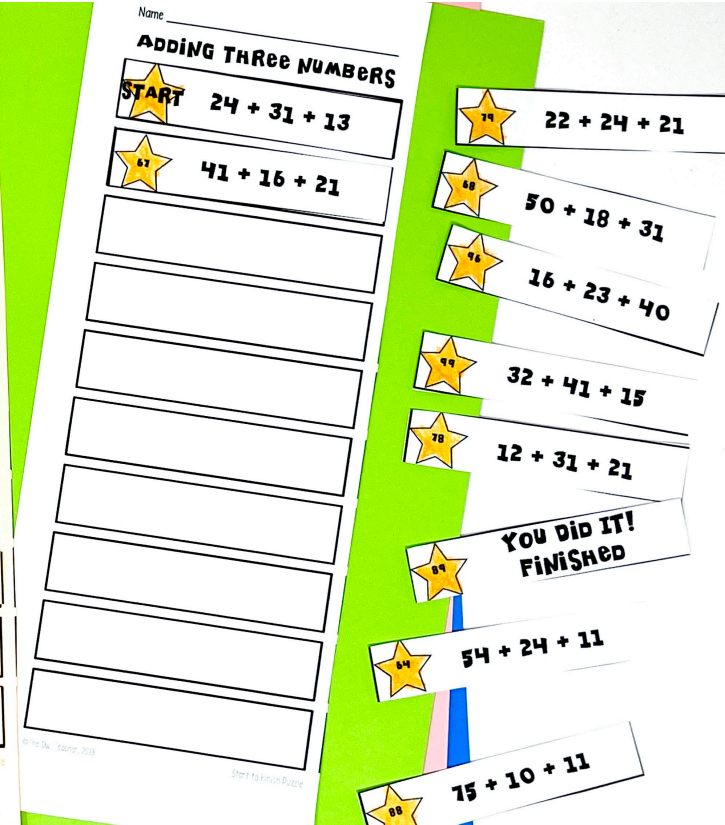 Name
ADDING THREE NUMBERS
START 24 + 31 + 13
67 41 + 16 + 21
79 22 + 24 + 21
68 50 + 18 + 31
96 16 + 23 + 40
99 32 + 41 + 15
78 12 + 31 + 21
89 YOU DID IT!
FINISHED
64 54 + 24 + 11
88 75 + 10 + 11
Start to Finish Puzzle